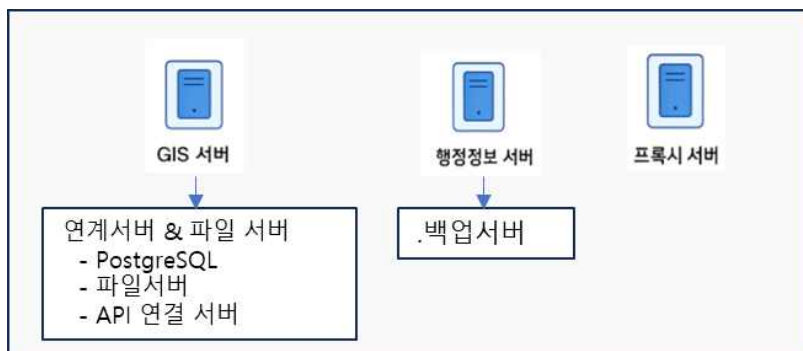 GIS 서버
행정정보 서버
프록시 서버
연계서버 & 파일 서버
- PostgreSQL
- 파일서버
- API 연결 서버
.백업서버